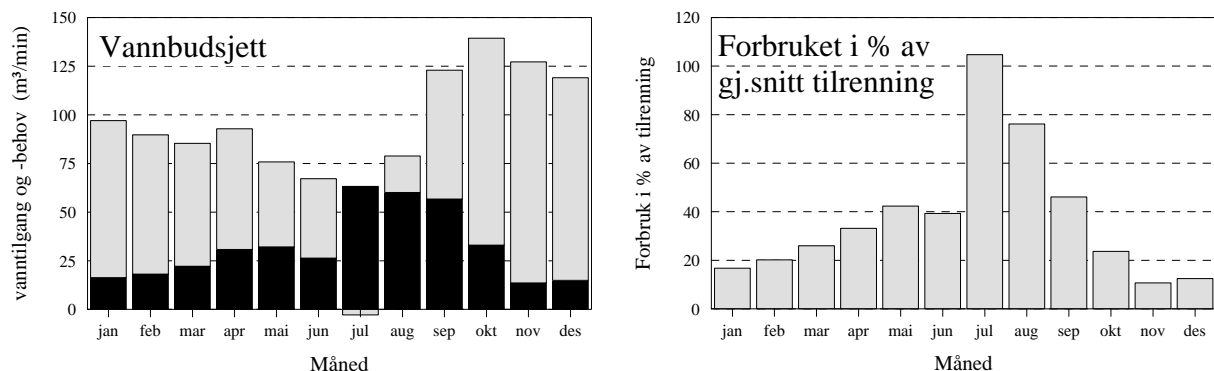 Vannbudsjett
vanntilgang og -behov (m³/min)
150
125
100
75
50
25
0
jan feb mar apr mai jun jul aug sep okt nov des
Måned
Forbruket i % av
gj.snitt tilrenning
Forbruk i % av tilrenning
120
100
80
60
40
20
0
jan feb mar apr mai jun jul aug sep okt nov des
Måned